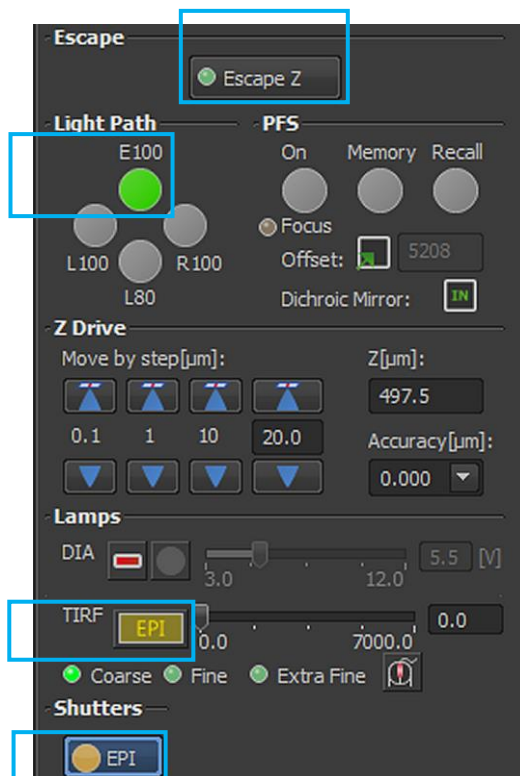 Escape
Escape Z
Light Path
E100
L100
R100
L80
PFS
On Memory Recall
Focus
Offset: 5208
Dichroic Mirror: IN
Z Drive
Move by step[µm]:
0.1 1 10 20.0
Z[µm]:
497.5
Accuracy[µm]:
0.000
Lamps
DIA 5.5 [V]
3.0 12.0
TIRF EPI 0.0
0.0 7000.0
Coarse Fine Extra Fine
Shutters
EPI